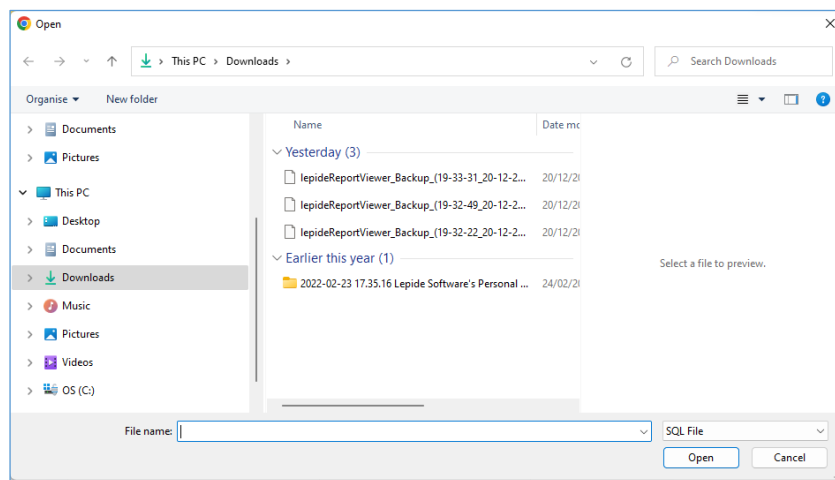 Open
This PC > Downloads >
Search Downloads
Organise
New folder
Documents
Pictures
This PC
Desktop
Documents
Downloads
Music
Pictures
Videos
OS (C:)
Name Date mo
Yesterday (3)
lepideReportViewer_Backup_(19-33-31_20-12-2... 20/12/20
lepideReportViewer_Backup_(19-32-49_20-12-2... 20/12/20
lepideReportViewer_Backup_(19-32-22_20-12-2... 20/12/20
Earlier this year (1)
2022-02-23 17.35.16 Lepide Software's Personal ... 24/02/20
Select a file to preview.
File name:
SQL File
Open
Cancel